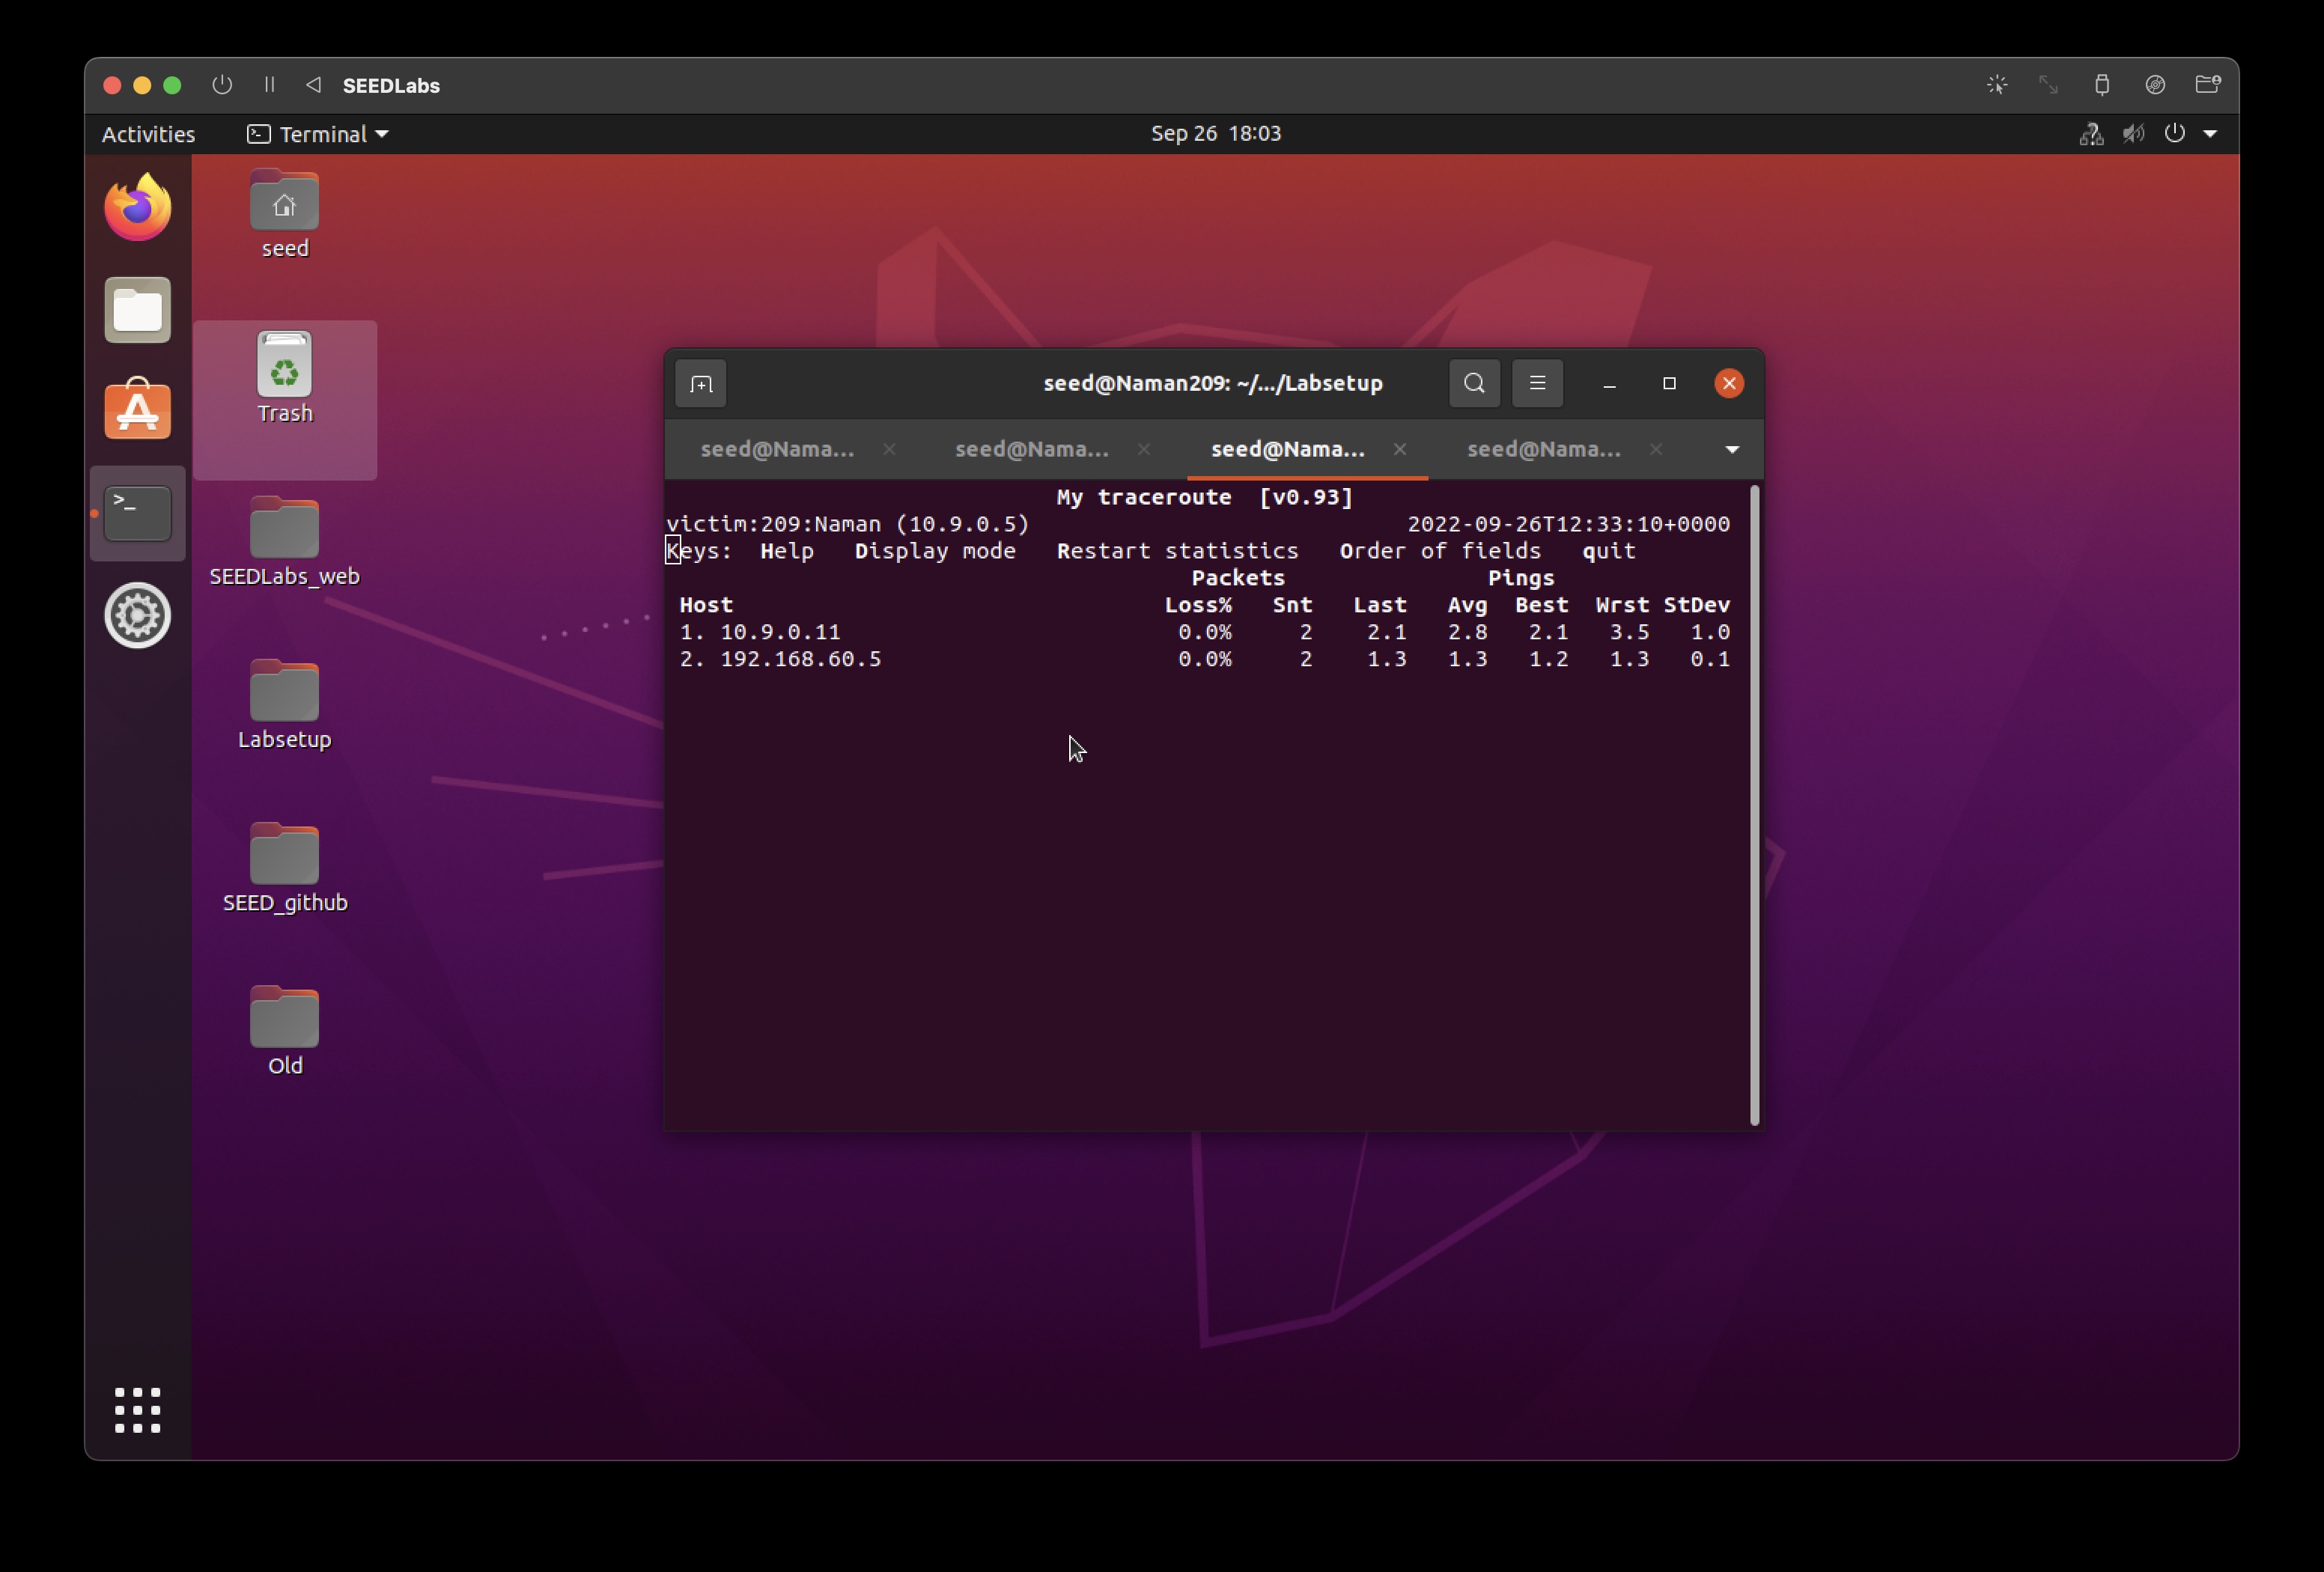 SEEDLabs
Activities Terminal Sep 26 18:03
seed
Trash
SEEDLabs_web
Labsetup
SEED_github
Old
seed@Naman209: ~/.../Labsetup
seed@Nama... seed@Nama... seed@Nama... seed@Nama...
My traceroute [v0.93]
victim:209:Naman (10.9.0.5) 2022-09-26T12:33:10+0000
Keys: Help Display mode Restart statistics Order of fields quit
Packets Pings
Host Loss% Snt Last Avg Best Wrst StDev
1. 10.9.0.11 0.0% 2 2.1 2.8 2.1 3.5 1.0
2. 192.168.60.5 0.0% 2 1.3 1.3 1.2 1.3 0.1